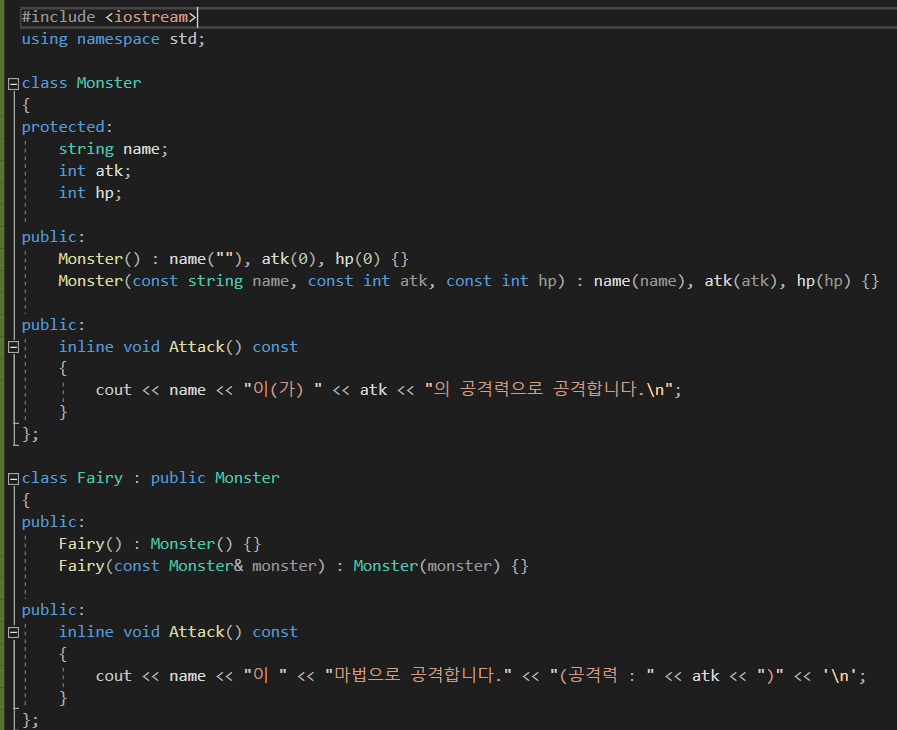 #include <iostream>
using namespace std;
class Monster
{
protected:
string name;
int atk;
int hp;
public:
Monster() : name(""), atk(0), hp(0) {}
Monster(const string name, const int atk, const int hp) : name(name), atk(atk), hp(hp) {}
public:
inline void Attack() const
{
cout << name << "이(가) " << atk << "의 공격력으로 공격합니다.\n";
}
};
class Fairy : public Monster
{
public:
Fairy() : Monster() {}
Fairy(const Monster& monster) : Monster(monster) {}
public:
inline void Attack() const
{
cout << name << "이 " << "마법으로 공격합니다." << "(공격력 : " << atk << ")" << '\n';
}
};